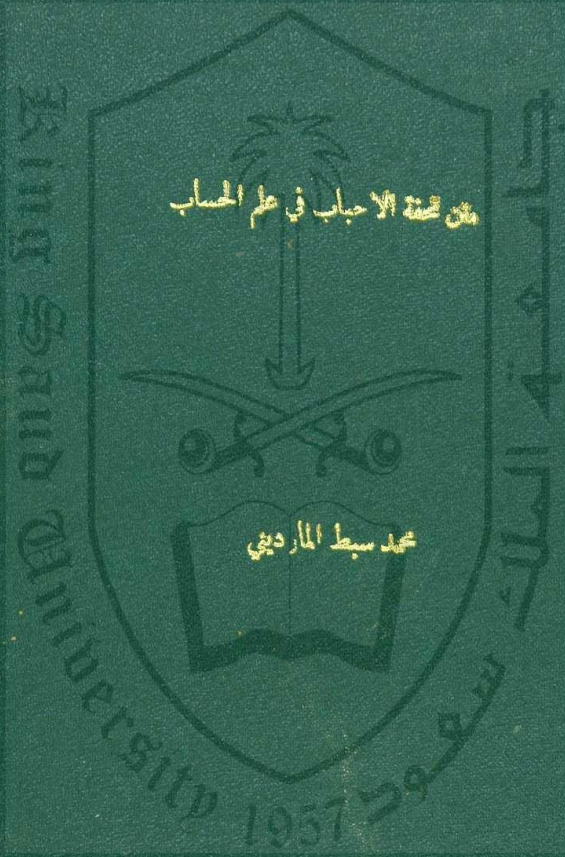 متن تحفة الاحباب في علم الحساب
محمد سبط المارديني
King Saud University 1957
جامعة الملك سعود